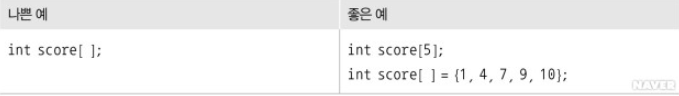 나쁜 예
좋은 예
int score[ ];
int score[5];
int score[ ] = {1, 4, 7, 9, 10};
NAVER